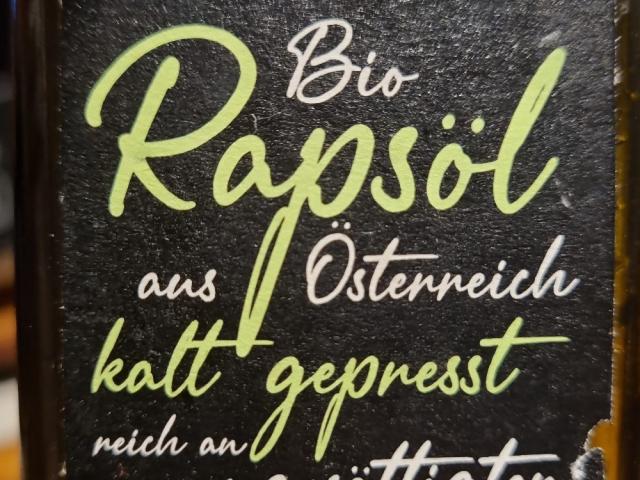 Bio
Rapsöl
aus Österreich
kalt gepresst
reich an